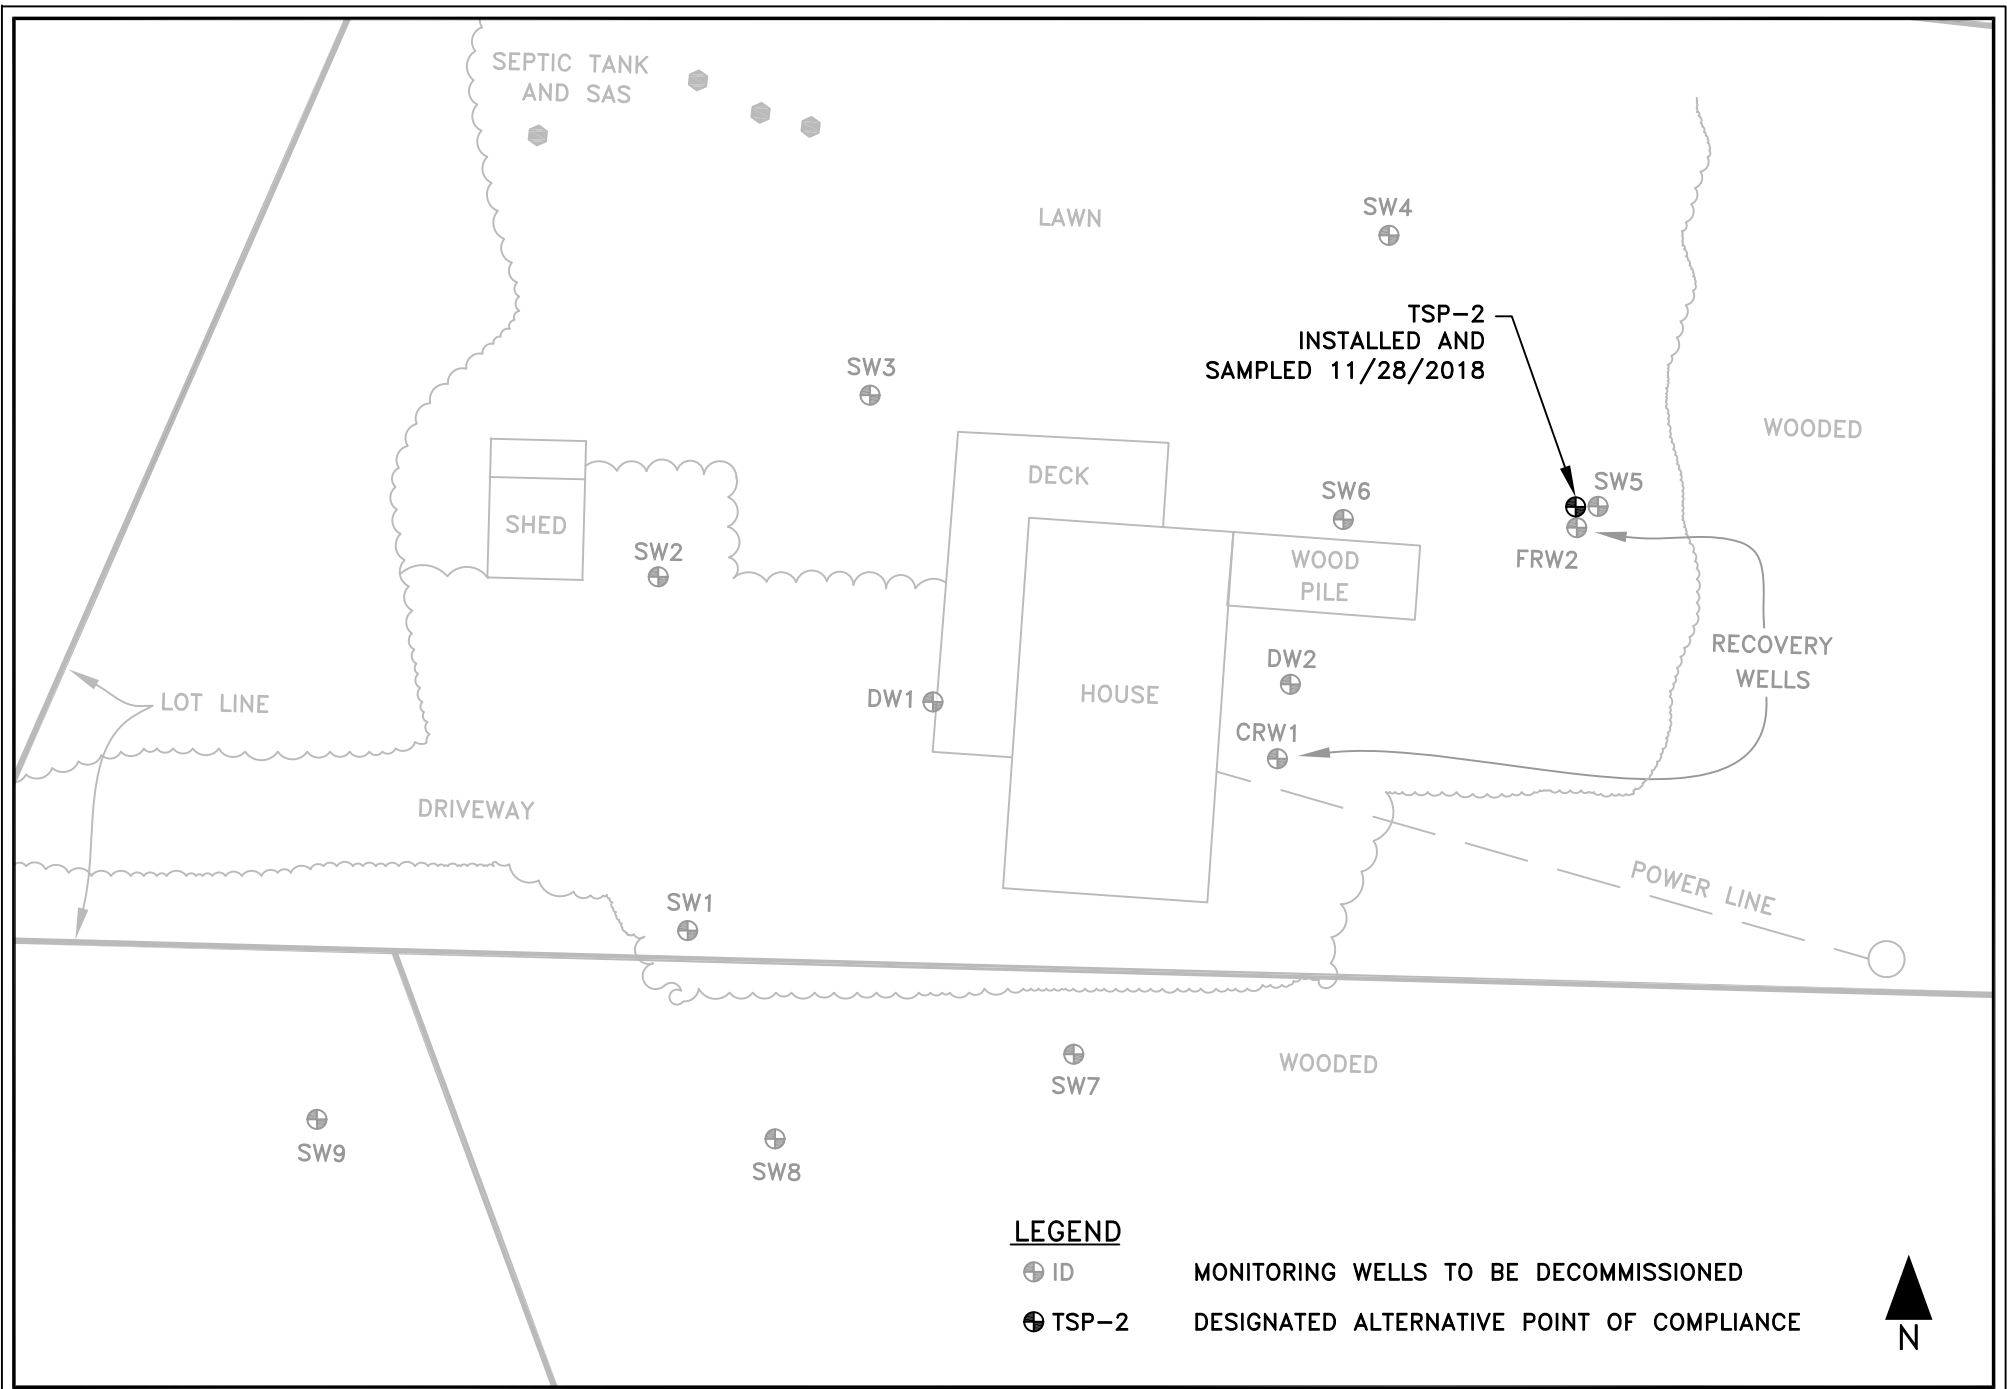 SEPTIC TANK
AND SAS
LAWN
SW4
TSP-2
INSTALLED AND
SAMPLED 11/28/2018
SW3
WOODED
DECK
SW6
SW5
SHED
SW2
WOOD
PILE
FRW2
RECOVERY
WELLS
DW2
DW1
HOUSE
LOT LINE
CRW1
DRIVEWAY
POWER LINE
SW1
SW7
WOODED
SW9
SW8
LEGEND
ID MONITORING WELLS TO BE DECOMMISSIONED
TSP-2 DESIGNATED ALTERNATIVE POINT OF COMPLIANCE
N